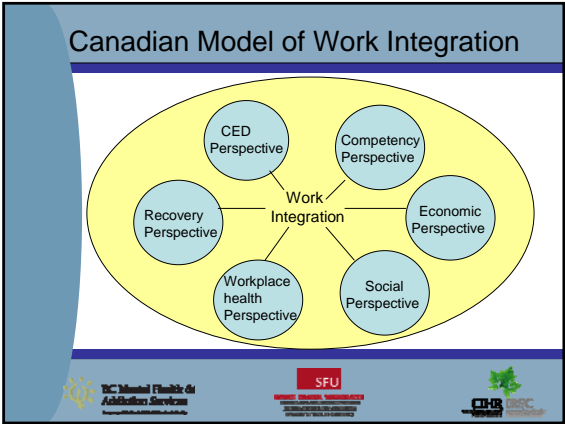 Canadian Model of Work Integration
CED
Perspective
Competency
Perspective
Work
Integration
Recovery
Perspective
Economic
Perspective
Workplace
health
Perspective
Social
Perspective
BC Mental Health &
Addiction Services
SFU
CIHR IRSC